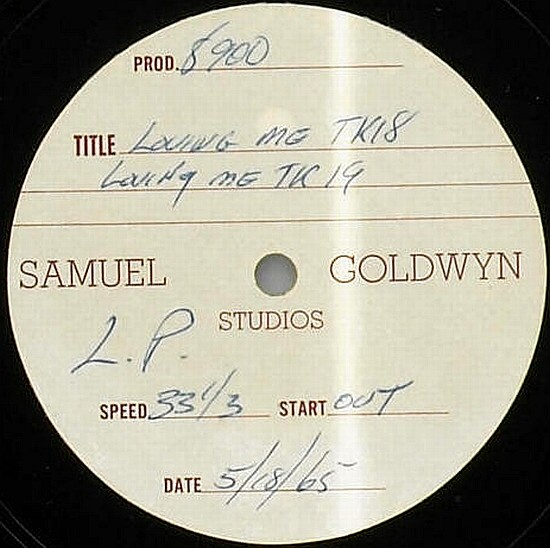 PROD. 8900
TITLE LOVING ME TK18
LOVING ME TK 19
SAMUEL GOLDWYN
STUDIOS
L.P.
SPEED 33 1/3 START OUT
DATE 5/18/65